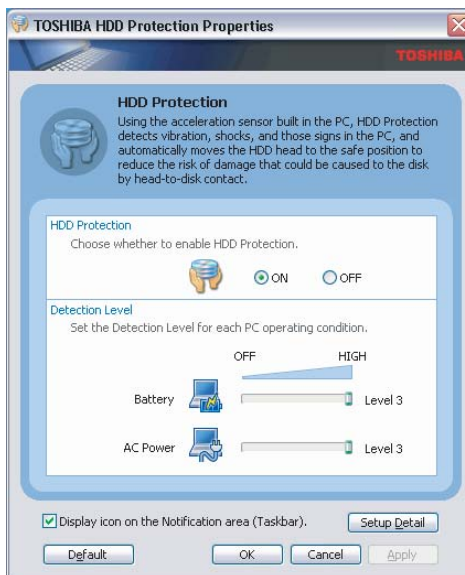 TOSHIBA HDD Protection Properties
TOSHIBA
HDD Protection
Using the acceleration sensor built in the PC, HDD Protection
detects vibration, shocks, and those signs in the PC, and
automatically moves the HDD head to the safe position to
reduce the risk of damage that could be caused to the disk
by head-to-disk contact.
HDD Protection
Choose whether to enable HDD Protection.
ON OFF
Detection Level
Set the Detection Level for each PC operating condition.
OFF HIGH
Battery Level 3
AC Power Level 3
Display icon on the Notification area (Taskbar). Setup Detail
Default OK Cancel Apply